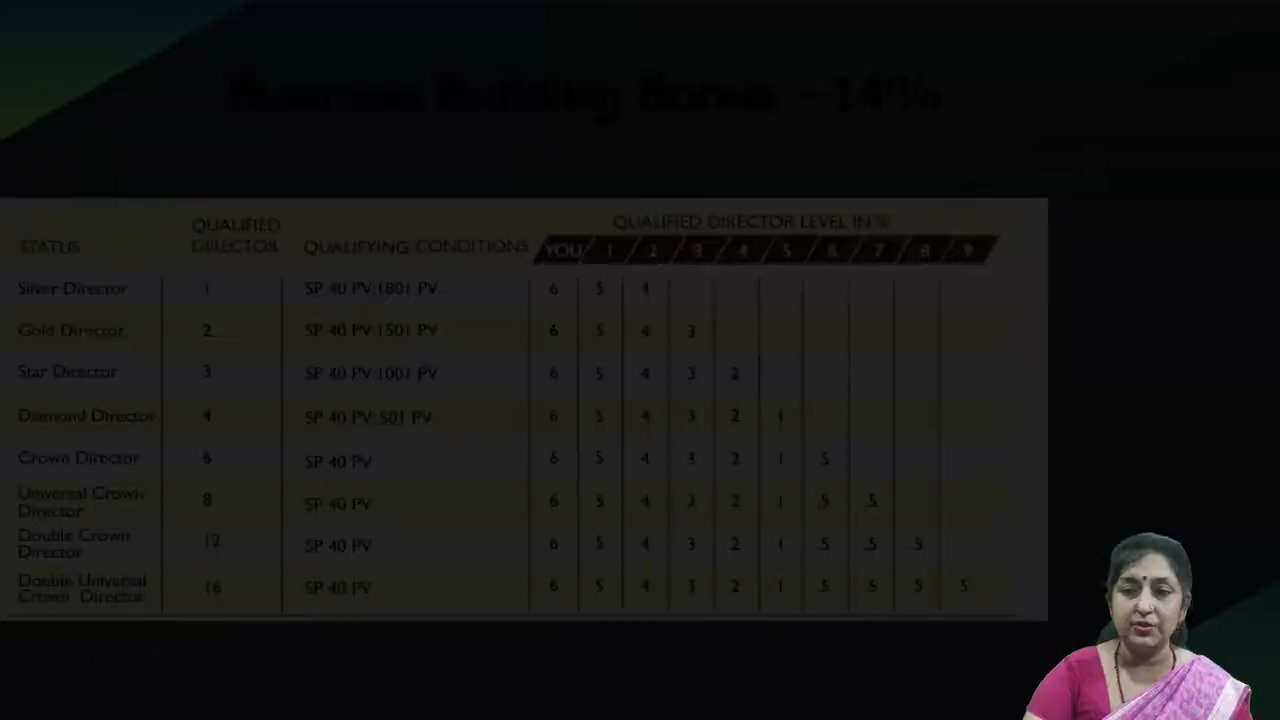 Business Building Bonus - 14%
QUALIFIED DIRECTOR LEVEL IN %
STATUS QUALIFIED DIRECTOR QUALIFYING CONDITIONS YOU 1 2 3 4 5 6 7 8 9
Silver Director 1 SP 40 PV:1801 PV 6 5 4
Gold Director 2 SP 40 PV:1501 PV 6 5 4 3
Star Director 3 SP 40 PV:1001 PV 6 5 4 3 2
Diamond Director 4 SP 40 PV: 501 PV 6 5 4 3 2 1
Crown Director 6 SP 40 PV 6 5 4 3 2 1 .5
Universal Crown Director 8 SP 40 PV 6 5 4 3 2 1 .5 .5
Double Crown Director 12 SP 40 PV 6 5 4 3 2 1 .5 .5 .5
Double Universal Crown Director 16 SP 40 PV 6 5 4 3 2 1 .5 .5 .5 .5